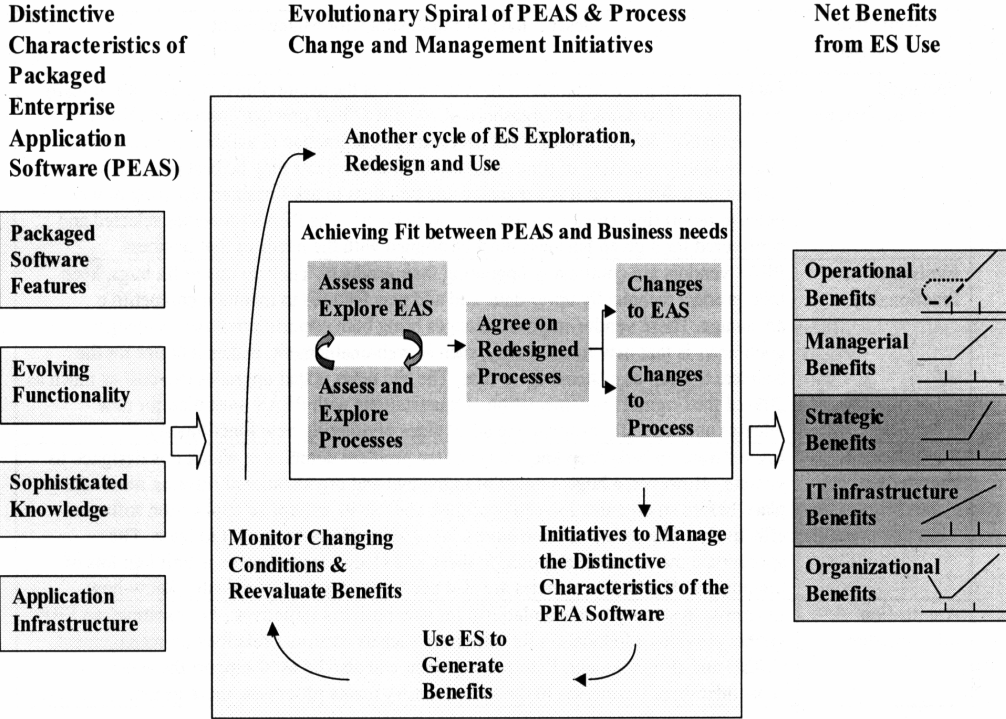 Distinctive
Characteristics of
Packaged
Enterprise
Application
Software (PEAS)
Evolutionary Spiral of PEAS & Process
Change and Management Initiatives
Net Benefits
from ES Use
Packaged
Software
Features
Evolving
Functionality
Sophisticated
Knowledge
Application
Infrastructure
Another cycle of ES Exploration,
Redesign and Use
Achieving Fit between PEAS and Business needs
Assess and
Explore EAS
Assess and
Explore
Processes
Agree on
Redesigned
Processes
Changes
to EAS
Changes
to
Process
Initiatives to Manage
the Distinctive
Characteristics of the
PEA Software
Use ES to
Generate
Benefits
Monitor Changing
Conditions &
Reevaluate Benefits
Operational
Benefits
Managerial
Benefits
Strategic
Benefits
IT infrastructure
Benefits
Organizational
Benefits